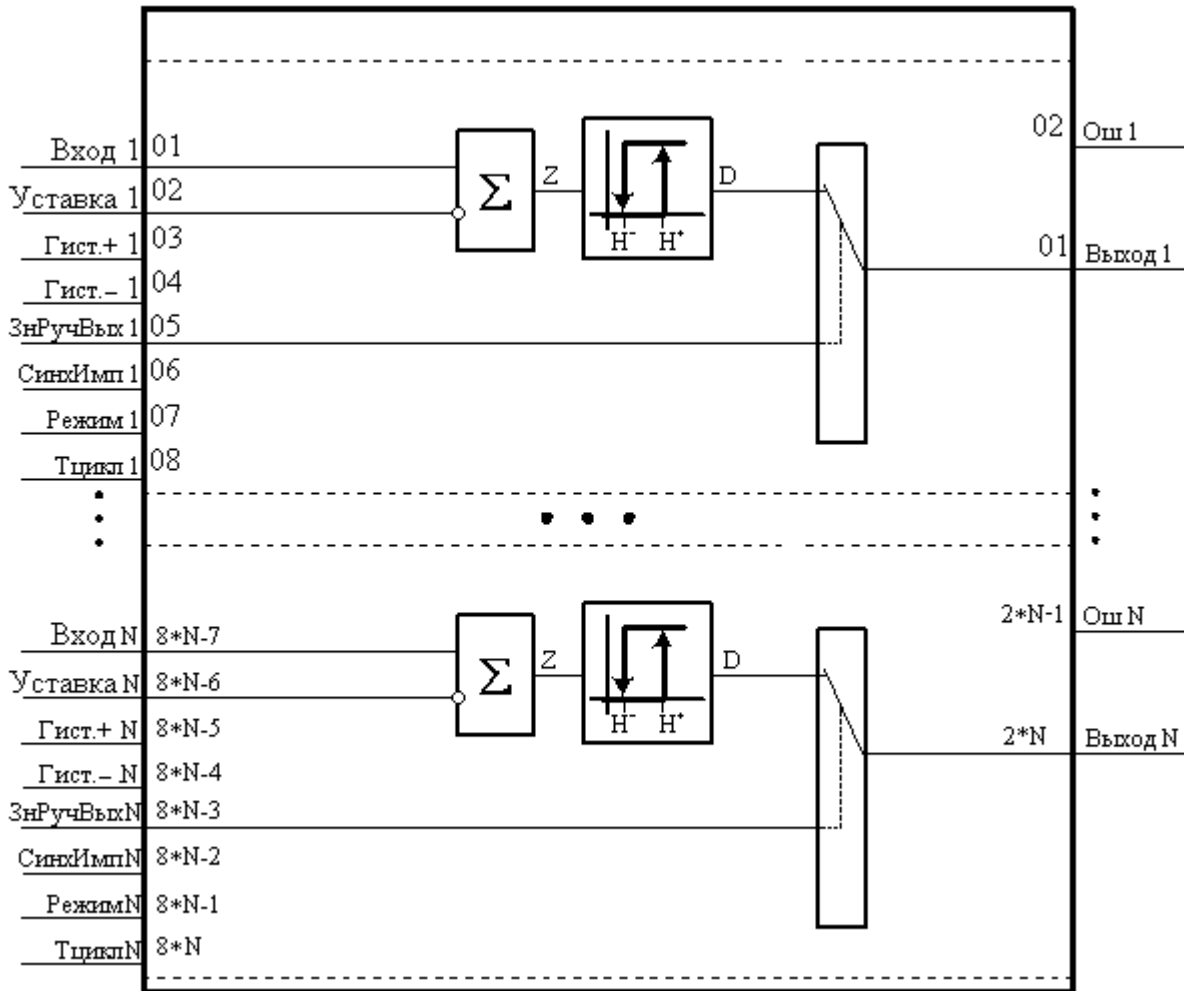 Вход 1 01
Уставка 1 02
Гист.+ 1 03
Гист.– 1 04
ЗнРучВых 1 05
СинхИмп 1 06
Режим 1 07
Тцикл 1 08
Σ
Z
H⁻ H⁺
D
02 Ош 1
01 Выход 1
Вход N 8*N-7
Уставка N 8*N-6
Гист.+ N 8*N-5
Гист.– N 8*N-4
ЗнРучВыхN 8*N-3
СинхИмпN 8*N-2
РежимN 8*N-1
ТциклN 8*N
Σ
Z
H⁻ H⁺
D
2*N-1 Ош N
2*N Выход N